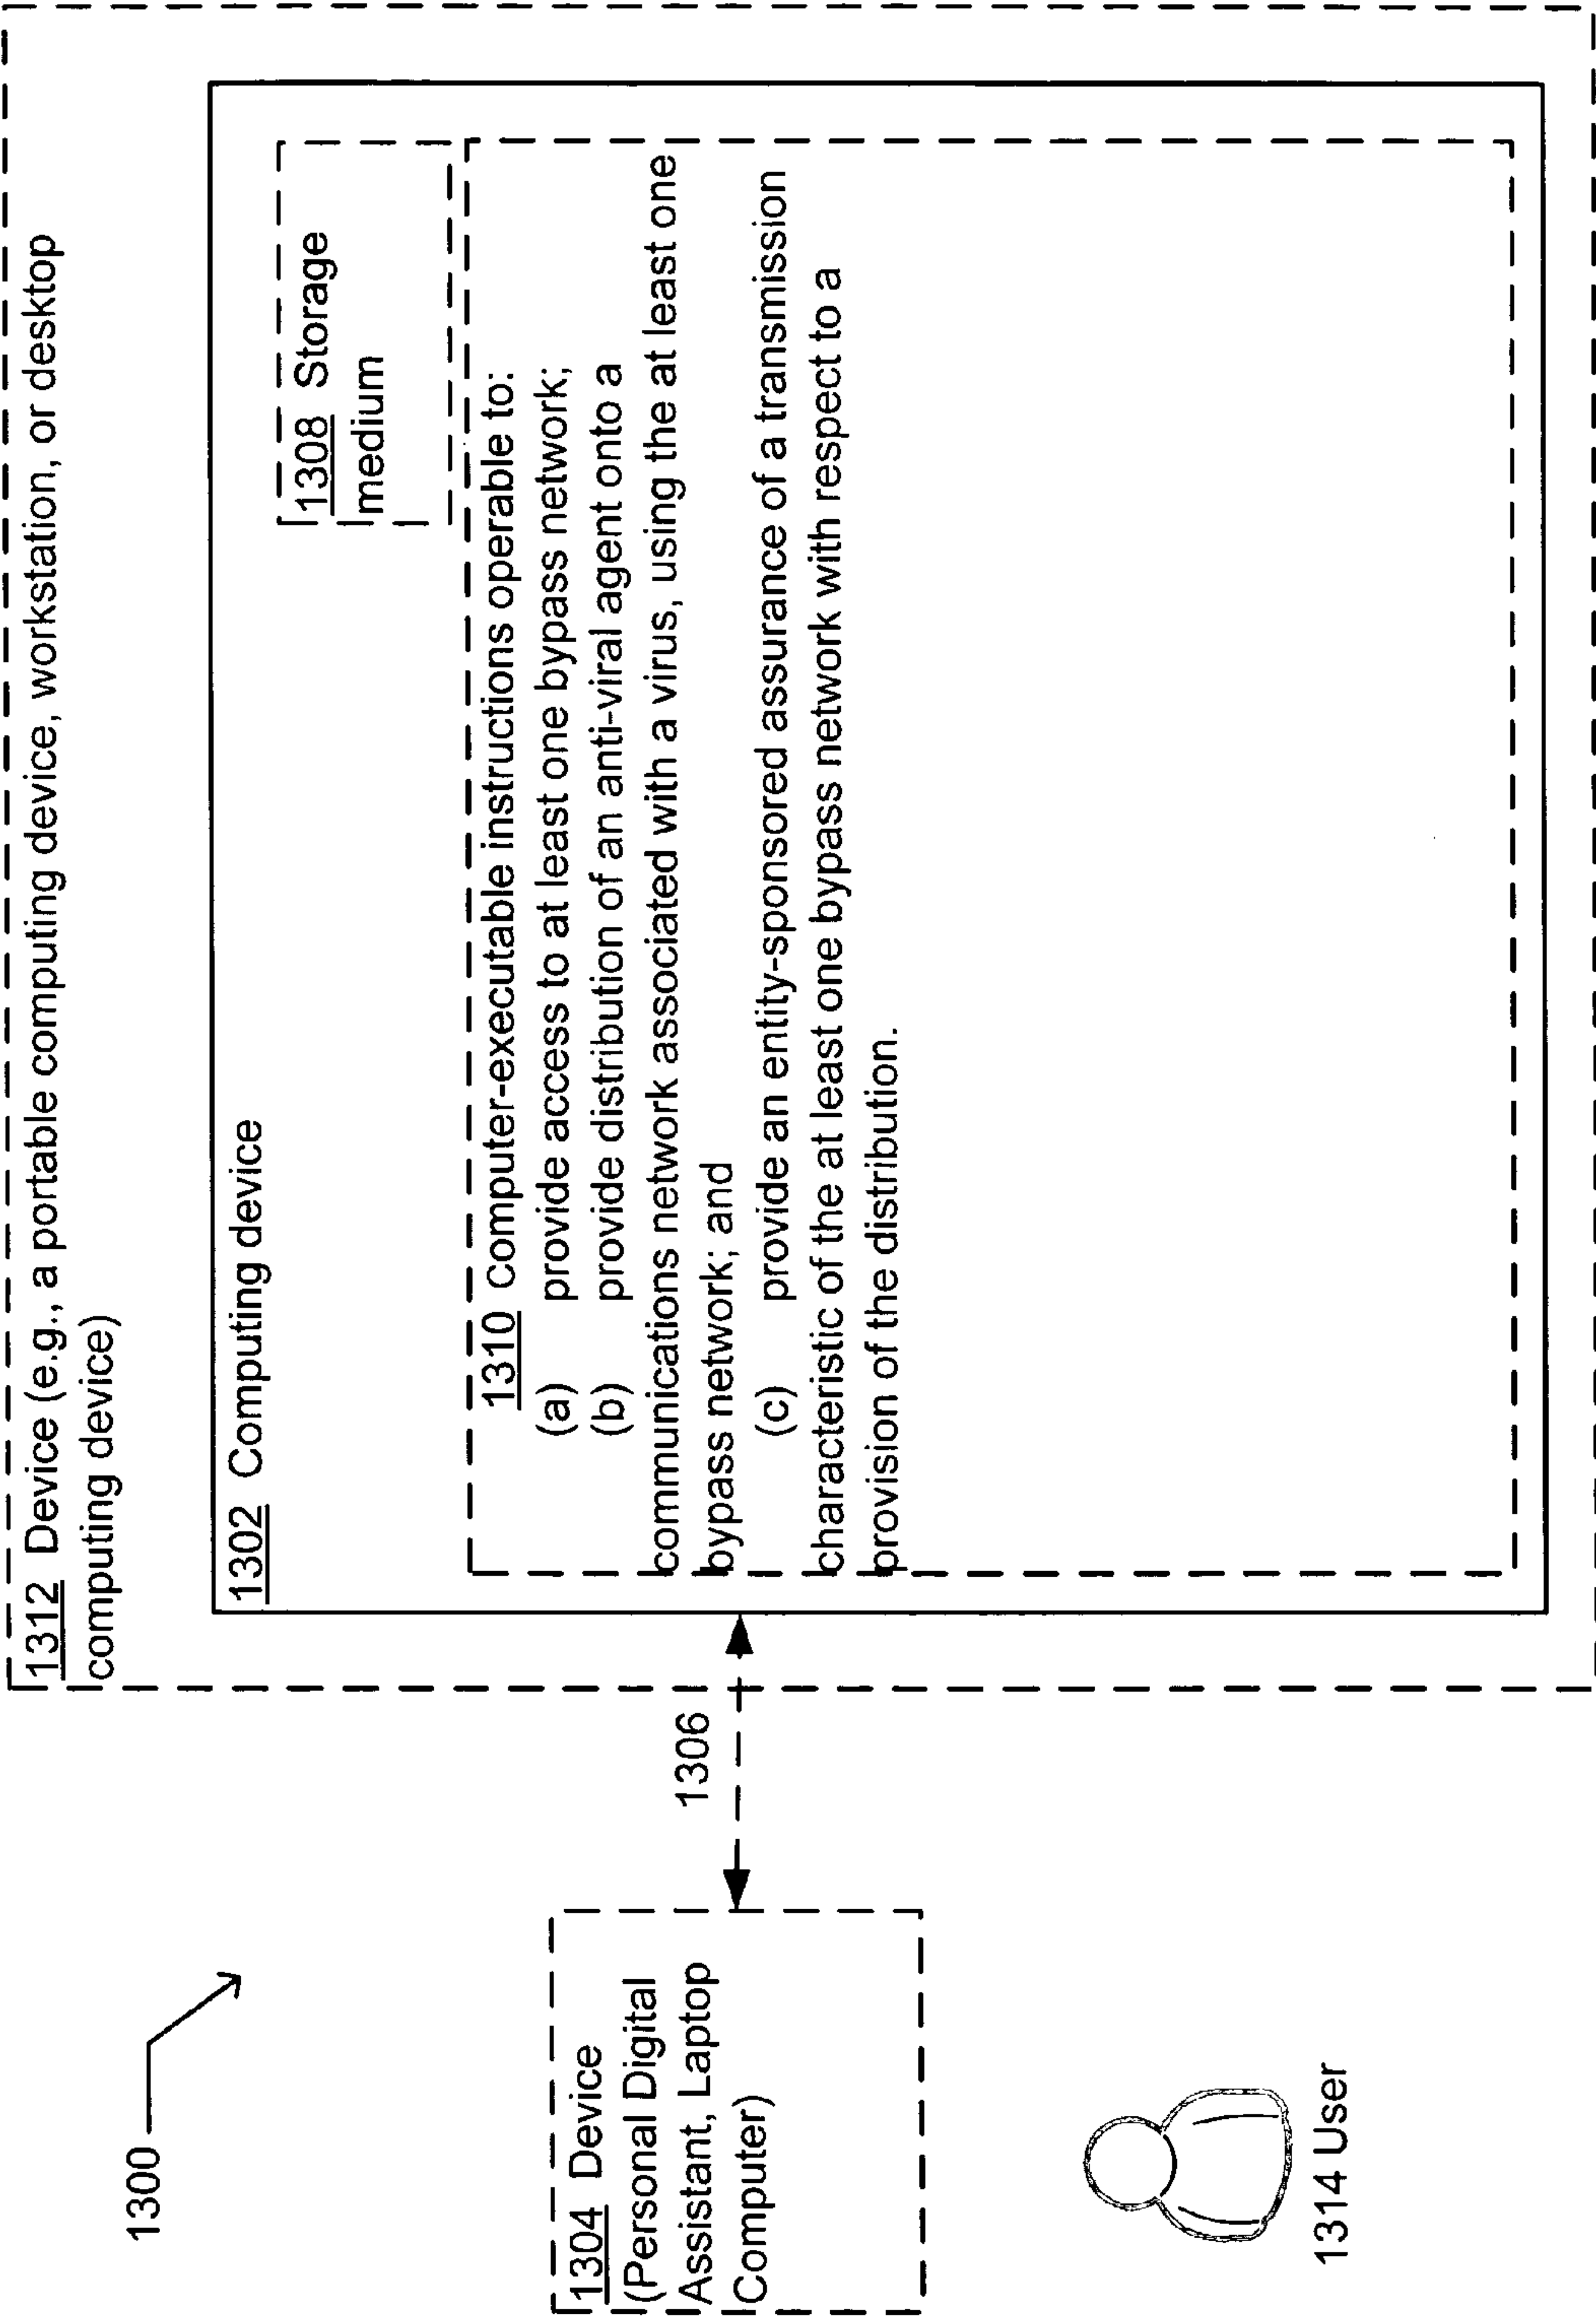 1300
1312 Device (e.g., a portable computing device, workstation, or desktop
computing device)
1302 Computing device
1308 Storage
medium
1310 Computer-executable instructions operable to:
(a) provide access to at least one bypass network;
(b) provide distribution of an anti-viral agent onto a
communications network associated with a virus, using the at least one
bypass network; and
(c) provide an entity-sponsored assurance of a transmission
characteristic of the at least one bypass network with respect to a
provision of the distribution.
1306
1304 Device
(Personal Digital
Assistant, Laptop
Computer)
1314 User